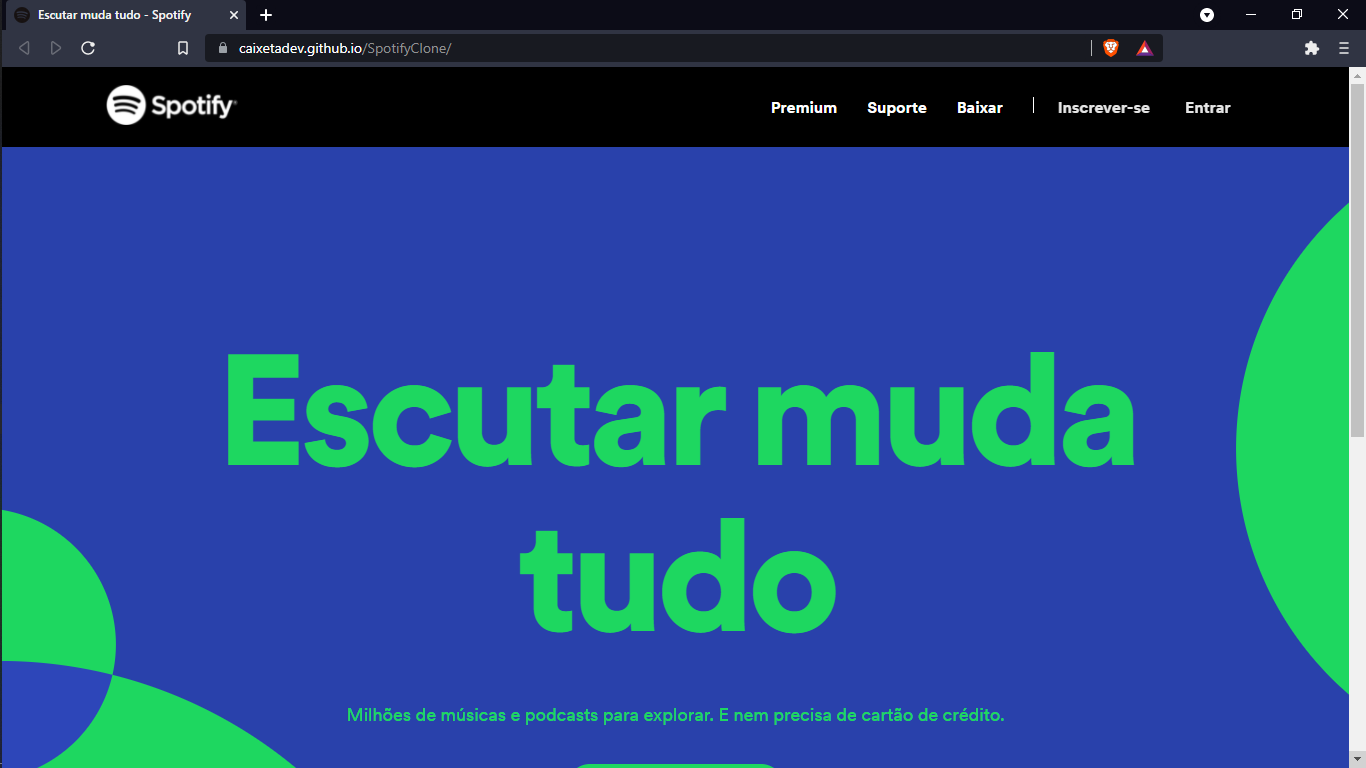 Escutar muda tudo - Spotify
caixetadev.github.io/SpotifyClone/
Spotify
Premium Suporte Baixar Inscrever-se Entrar
Escutar muda
tudo
Milhões de músicas e podcasts para explorar. E nem precisa de cartão de crédito.